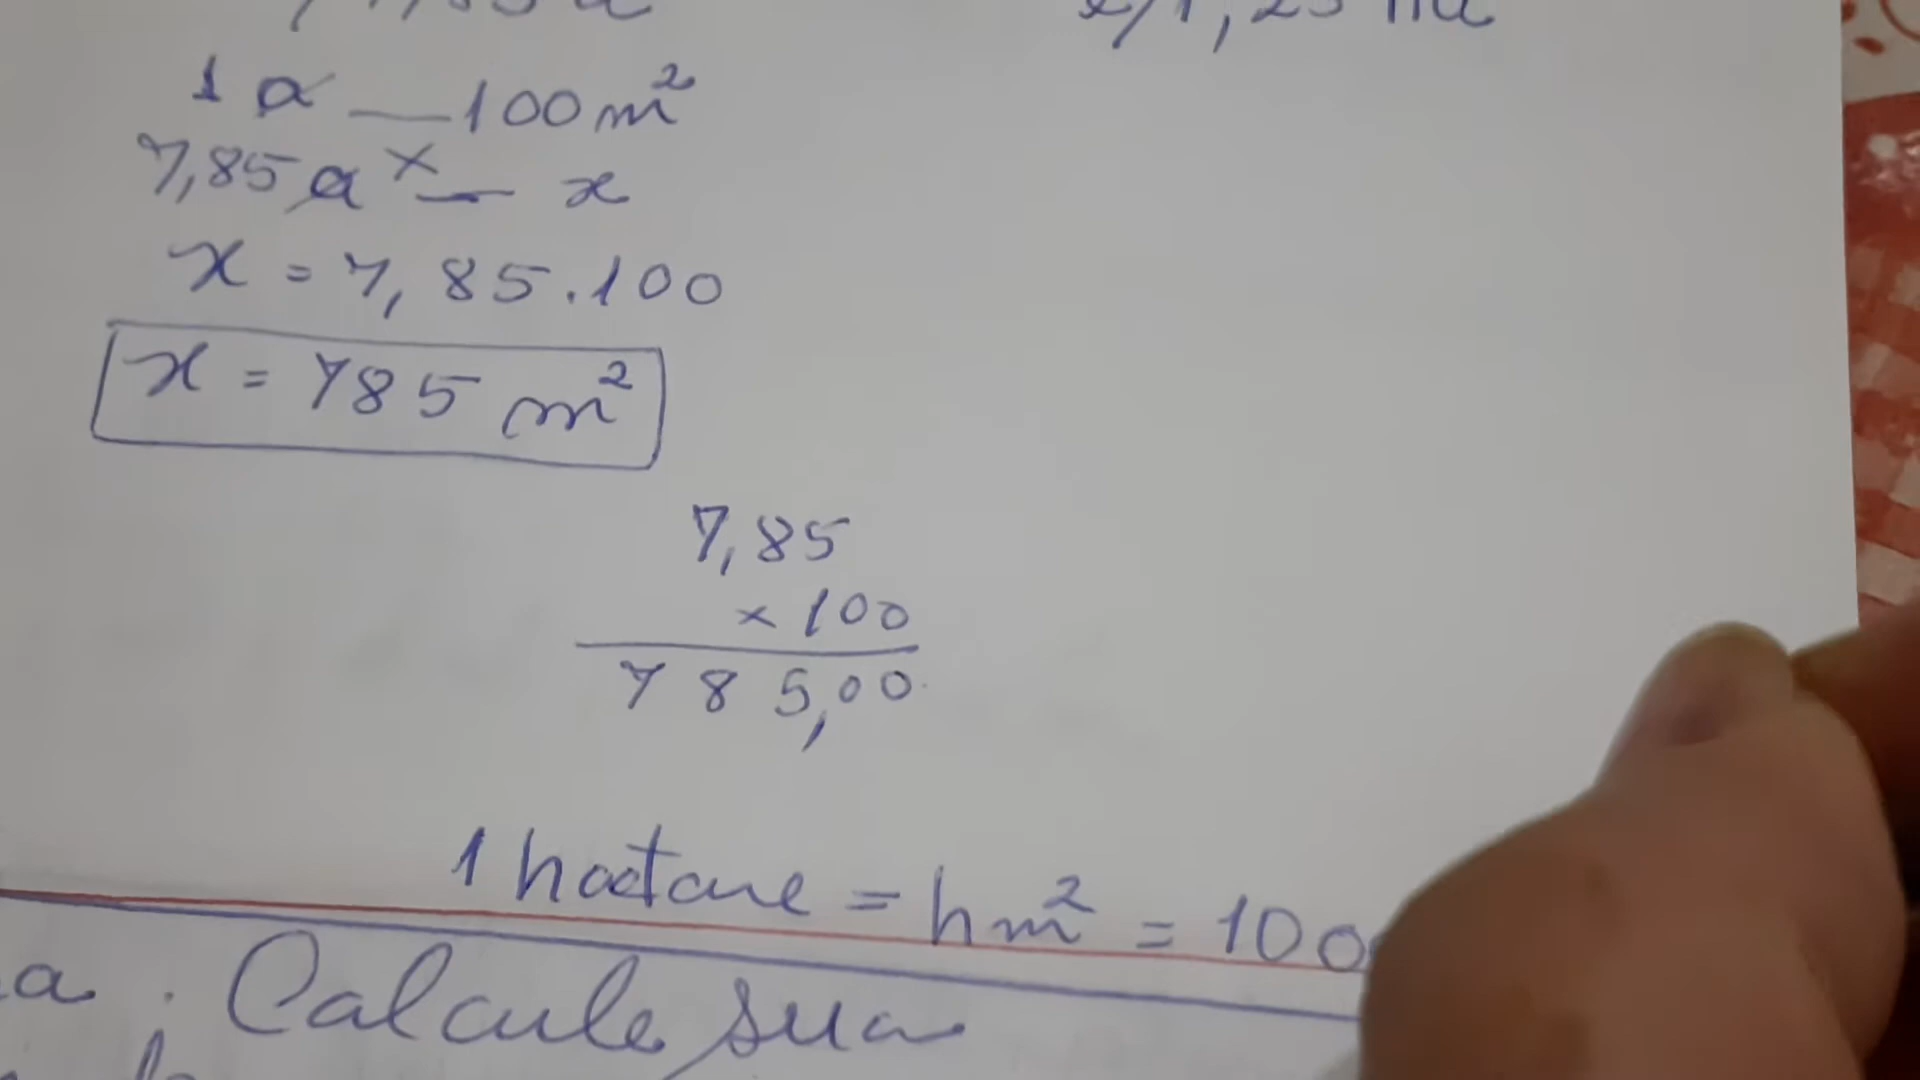 1 a — 100 m²
7,85 a x — x
x = 7,85.100
x = 785 m²
7,85
x 100
785,00
1 hectare = hm² = 100
a. Calcule sua